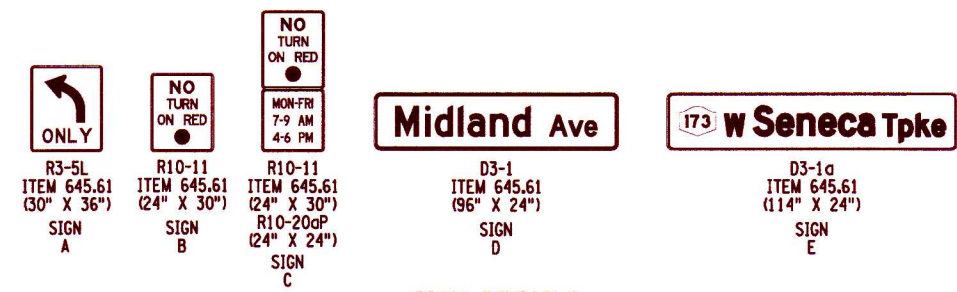 ONLY
R3-5L
ITEM 645.61
(30" X 36")
SIGN
A
NO
TURN
ON RED
R10-11
ITEM 645.61
(24" X 30")
SIGN
B
NO
TURN
ON RED
MON-FRI
7-9 AM
4-6 PM
R10-11
ITEM 645.61
(24" X 30")
R10-20aP
(24" X 24")
SIGN
C
Midland Ave
D3-1
ITEM 645.61
(96" X 24")
SIGN
D
173 W Seneca Tpke
D3-1a
ITEM 645.61
(114" X 24")
SIGN
E